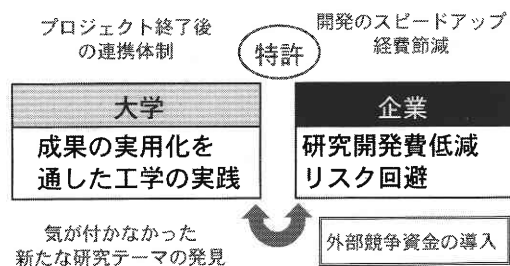 プロジェクト終了後
の連携体制
特許
開発のスピードアップ
経費節減
大学
成果の実用化を
通した工学の実践
企業
研究開発費低減
リスク回避
気が付かなかった
新たな研究テーマの発見
外部競争資金の導入